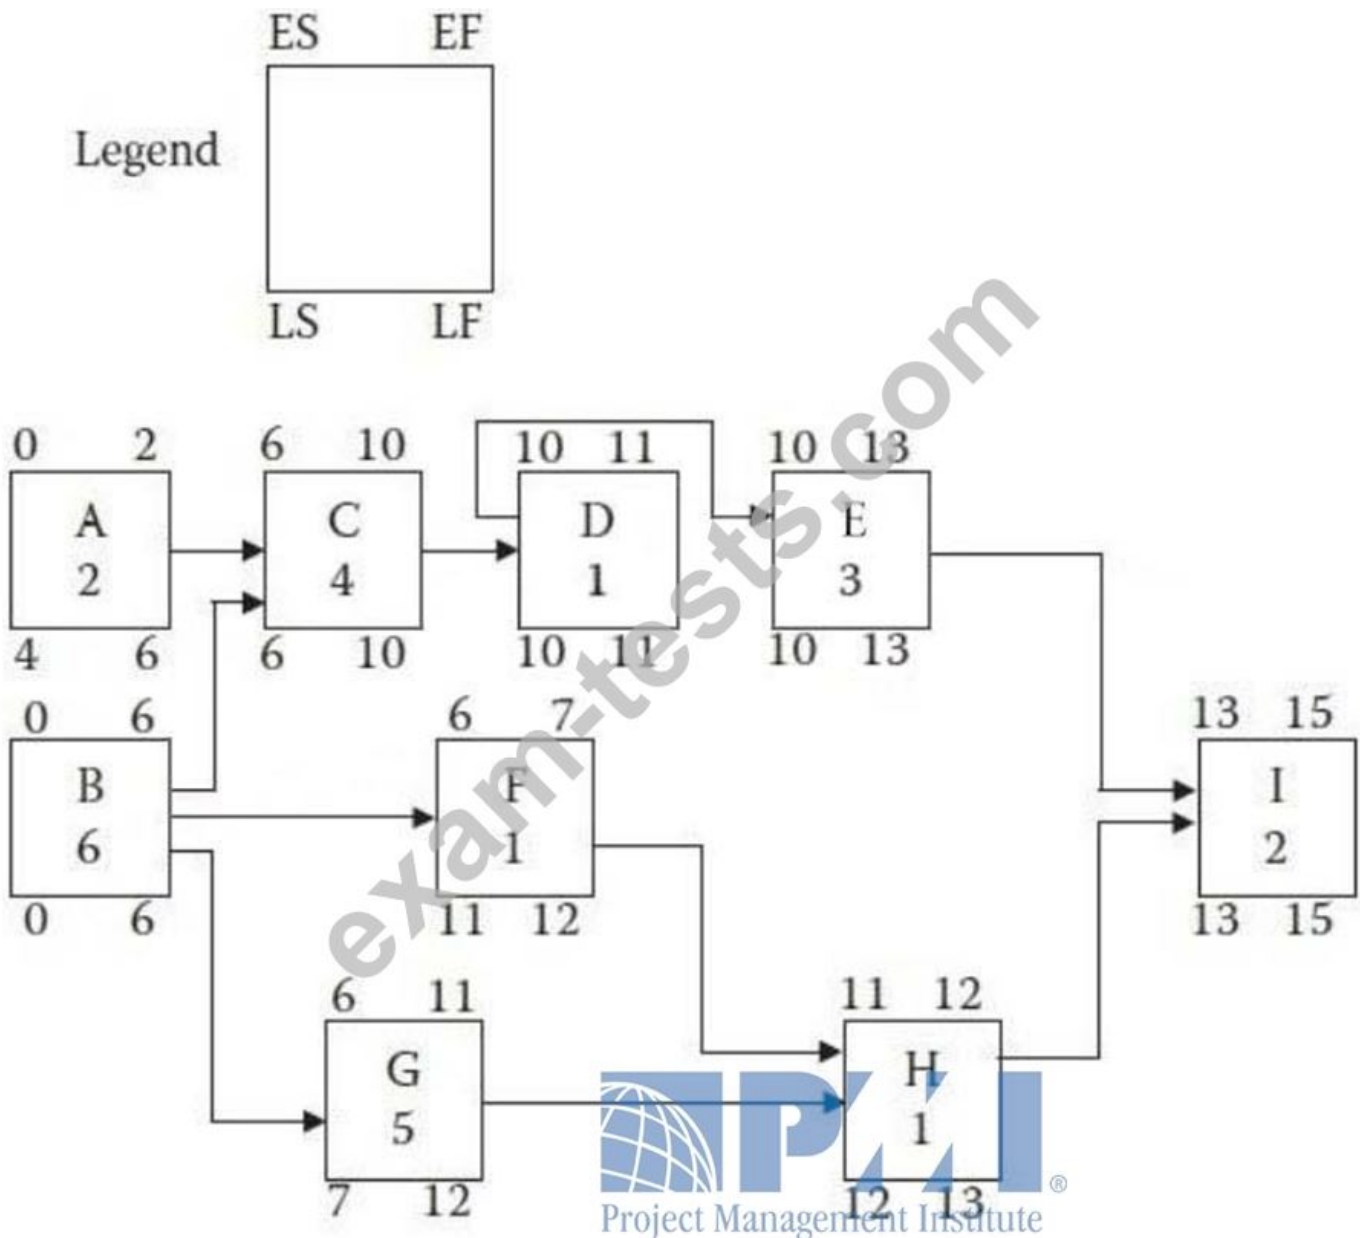 ES EF
Legend
LS LF
0 2 6 10 10 11 10 13
A C D E
2 4 1 3
4 6 6 10 10 11 10 13
0 6 6 7 13 15
B F I
6 1 2
0 6 11 12 13 15
6 11 11 12
G H
5 1
7 12 12 13
exam-tests.com
PMI ®
Project Management Institute